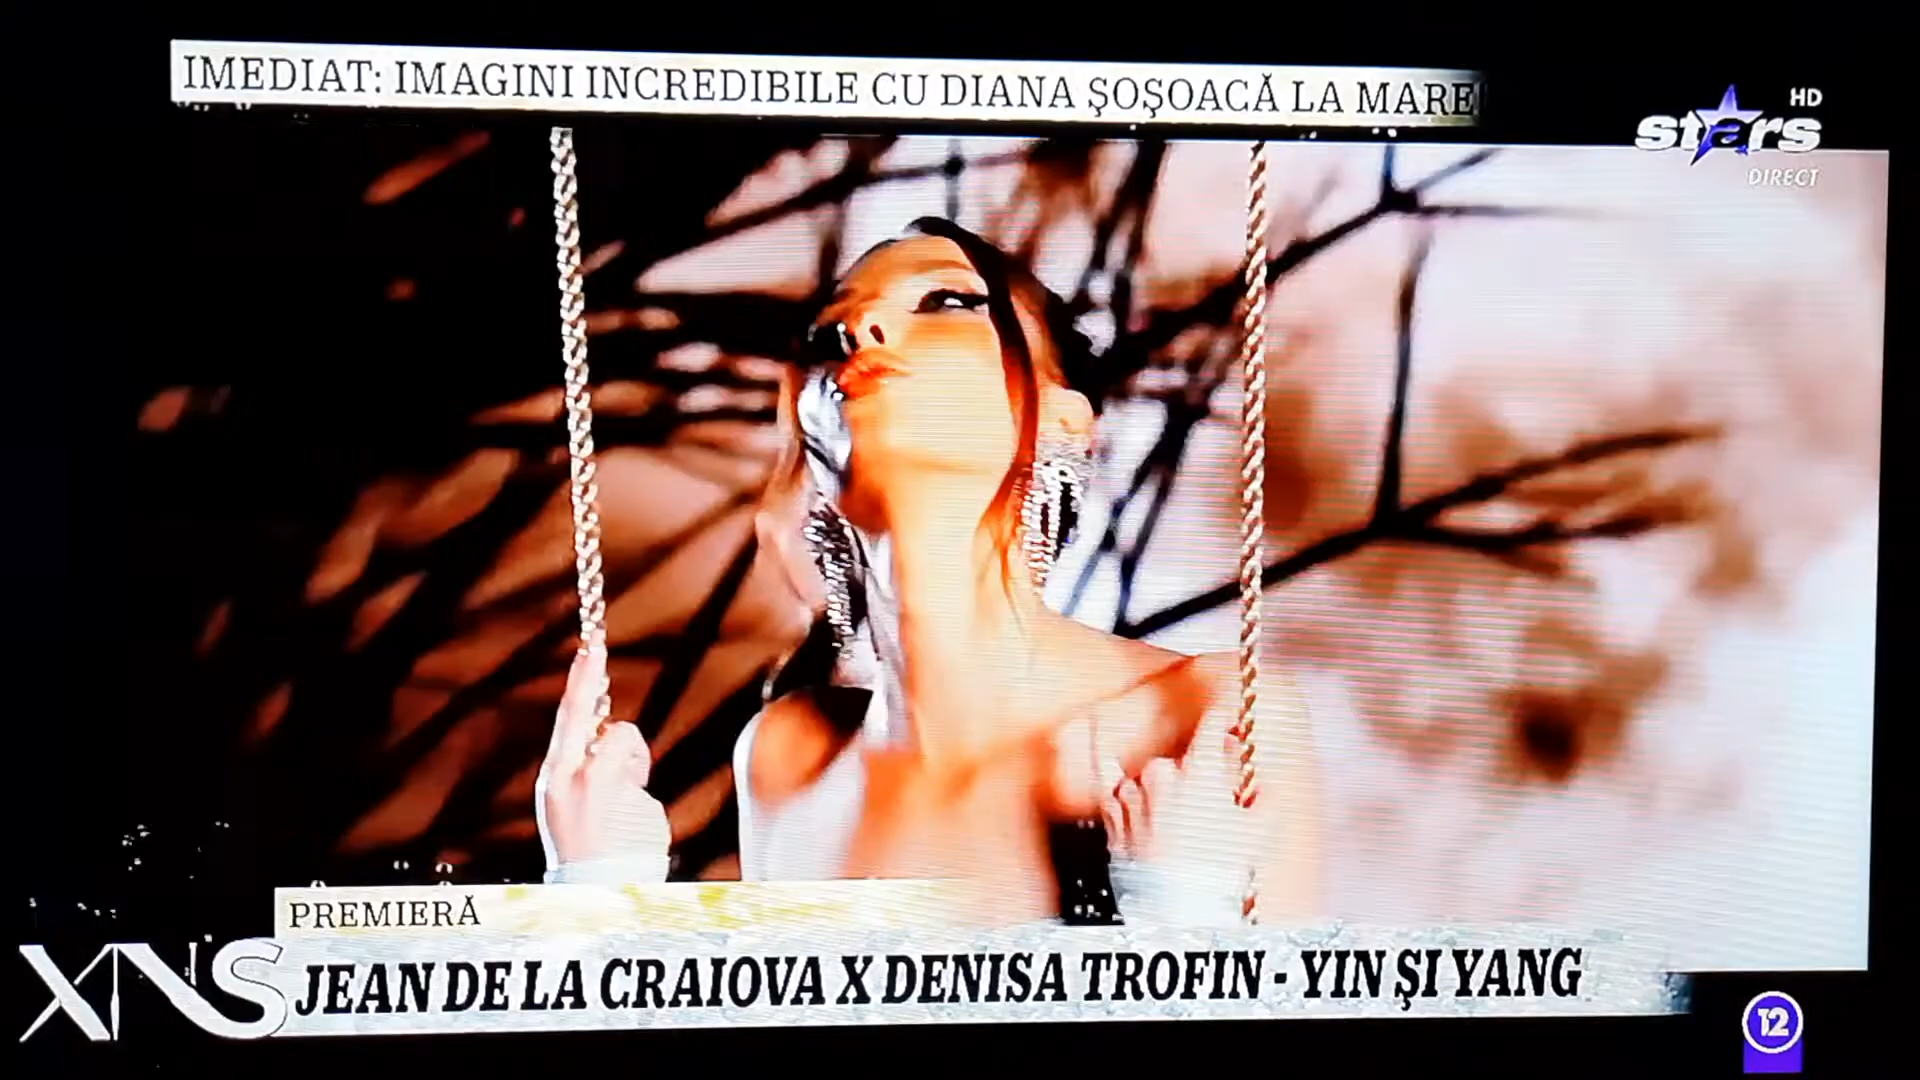 IMEDIAT: IMAGINI INCREDIBILE CU DIANA ŞOŞOACĂ LA MARE
HD
stars
DIRECT
PREMIERĂ
XNS
JEAN DE LA CRAIOVA X DENISA TROFIN - YIN ŞI YANG
12